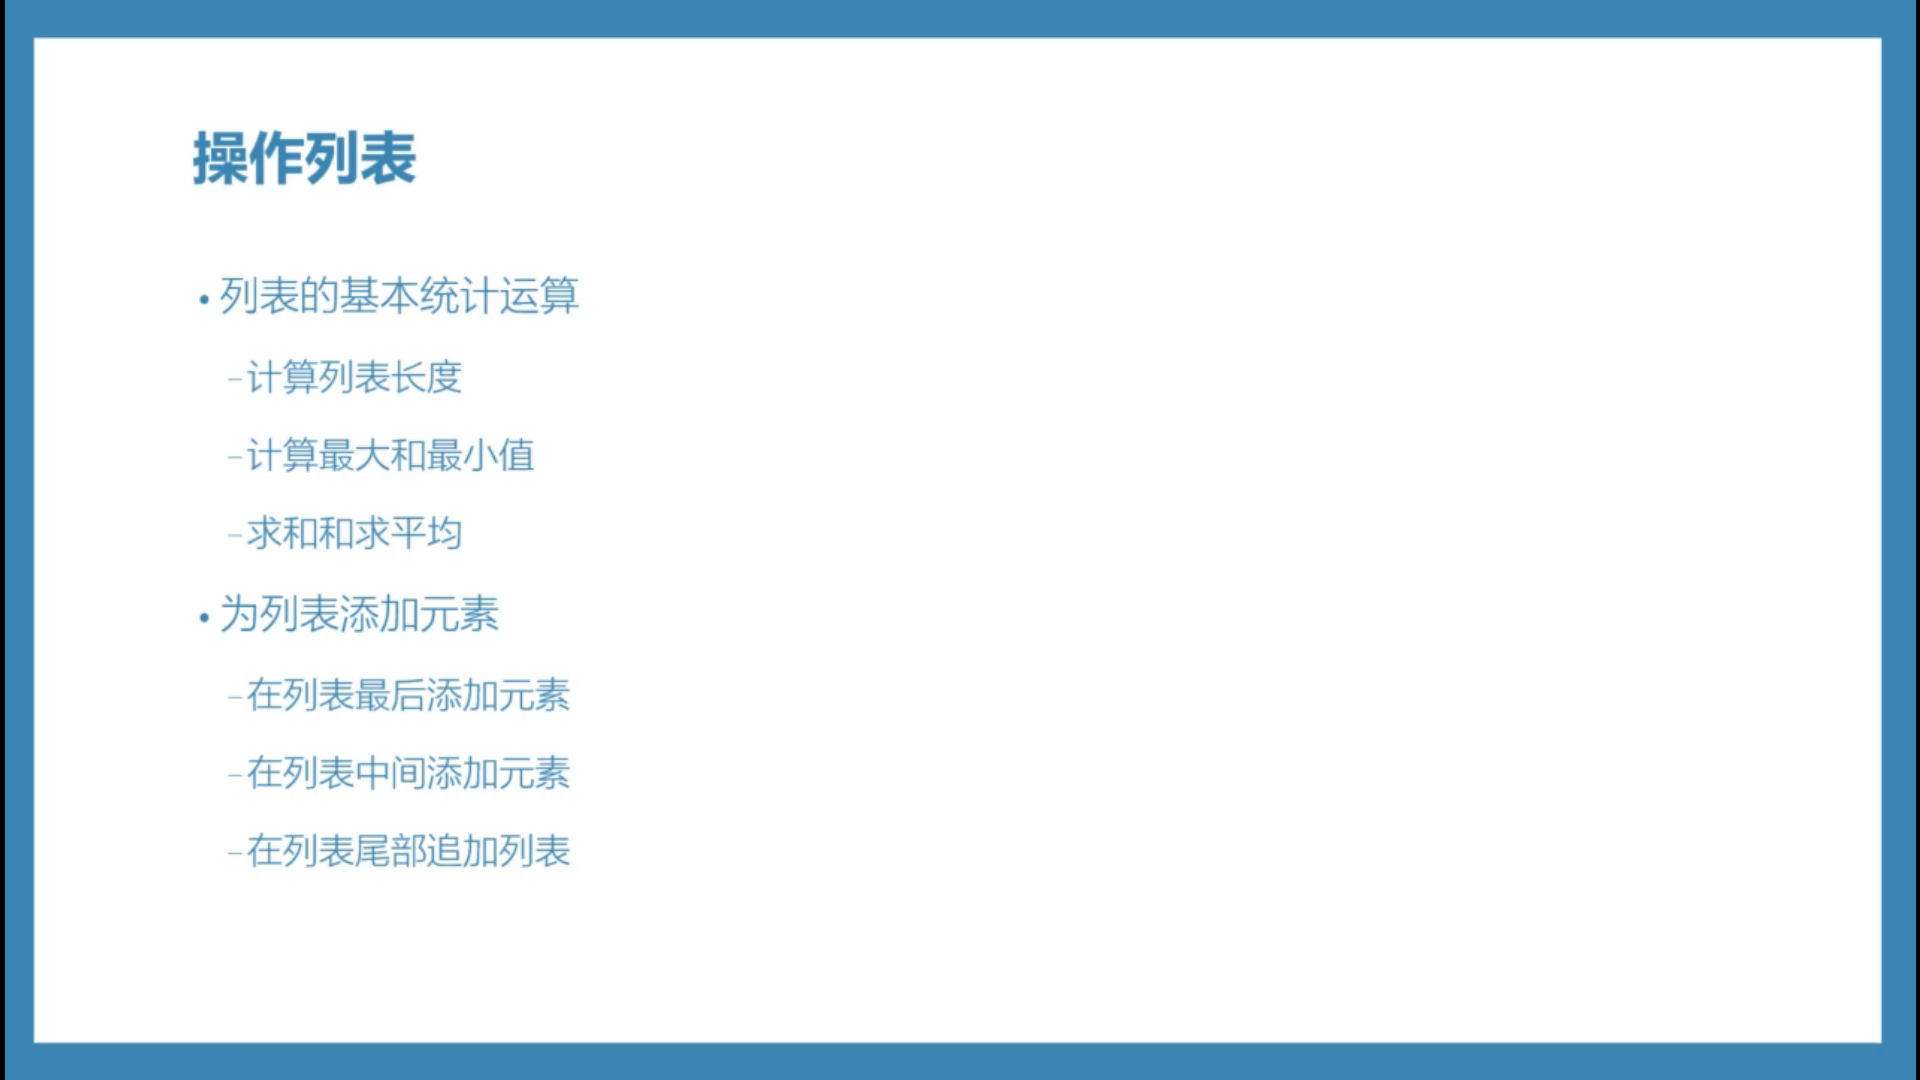 操作列表
• 列表的基本统计运算
–计算列表长度
–计算最大和最小值
–求和和求平均
• 为列表添加元素
–在列表最后添加元素
–在列表中间添加元素
–在列表尾部追加列表